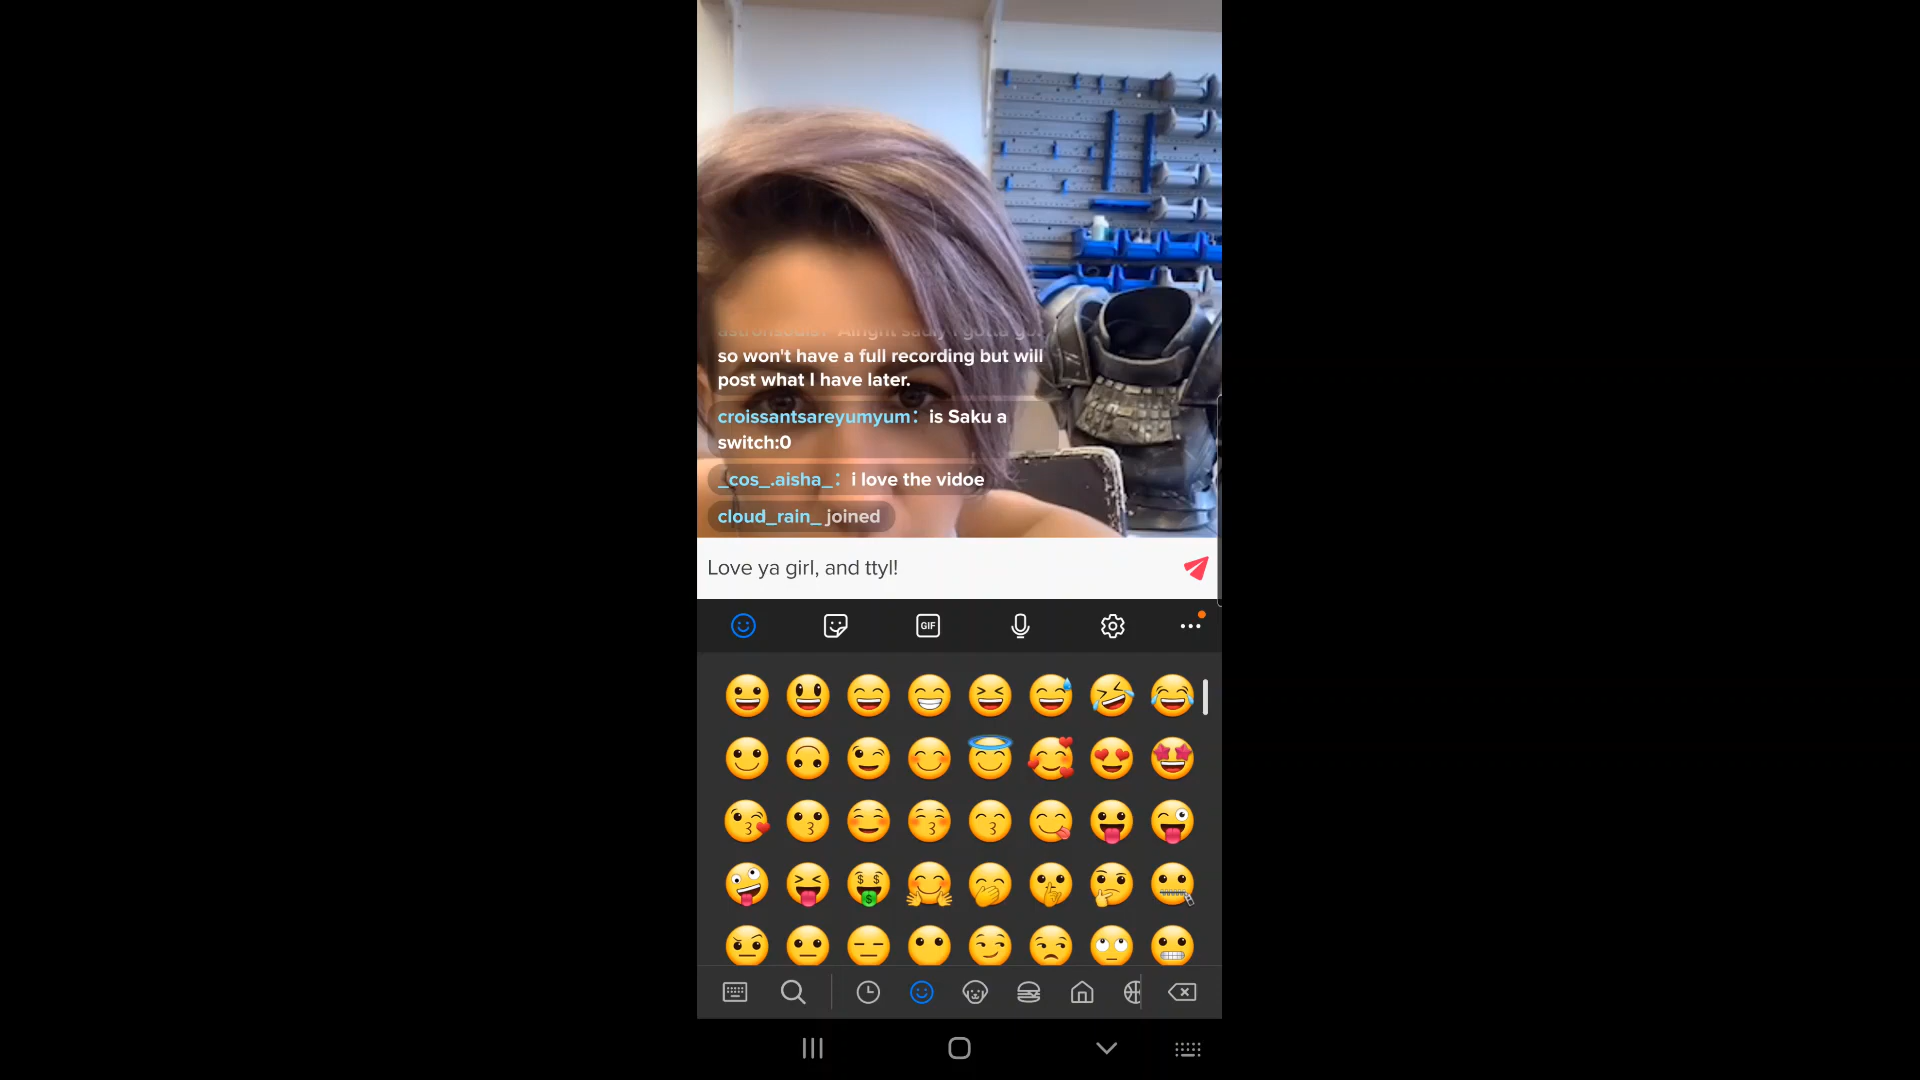 so won't have a full recording but will
post what I have later.
croissantsareyumyum: is Saku a
switch:0
_cos_.aisha_: i love the vidoe
cloud_rain_ joined
Love ya girl, and ttyl!
GIF